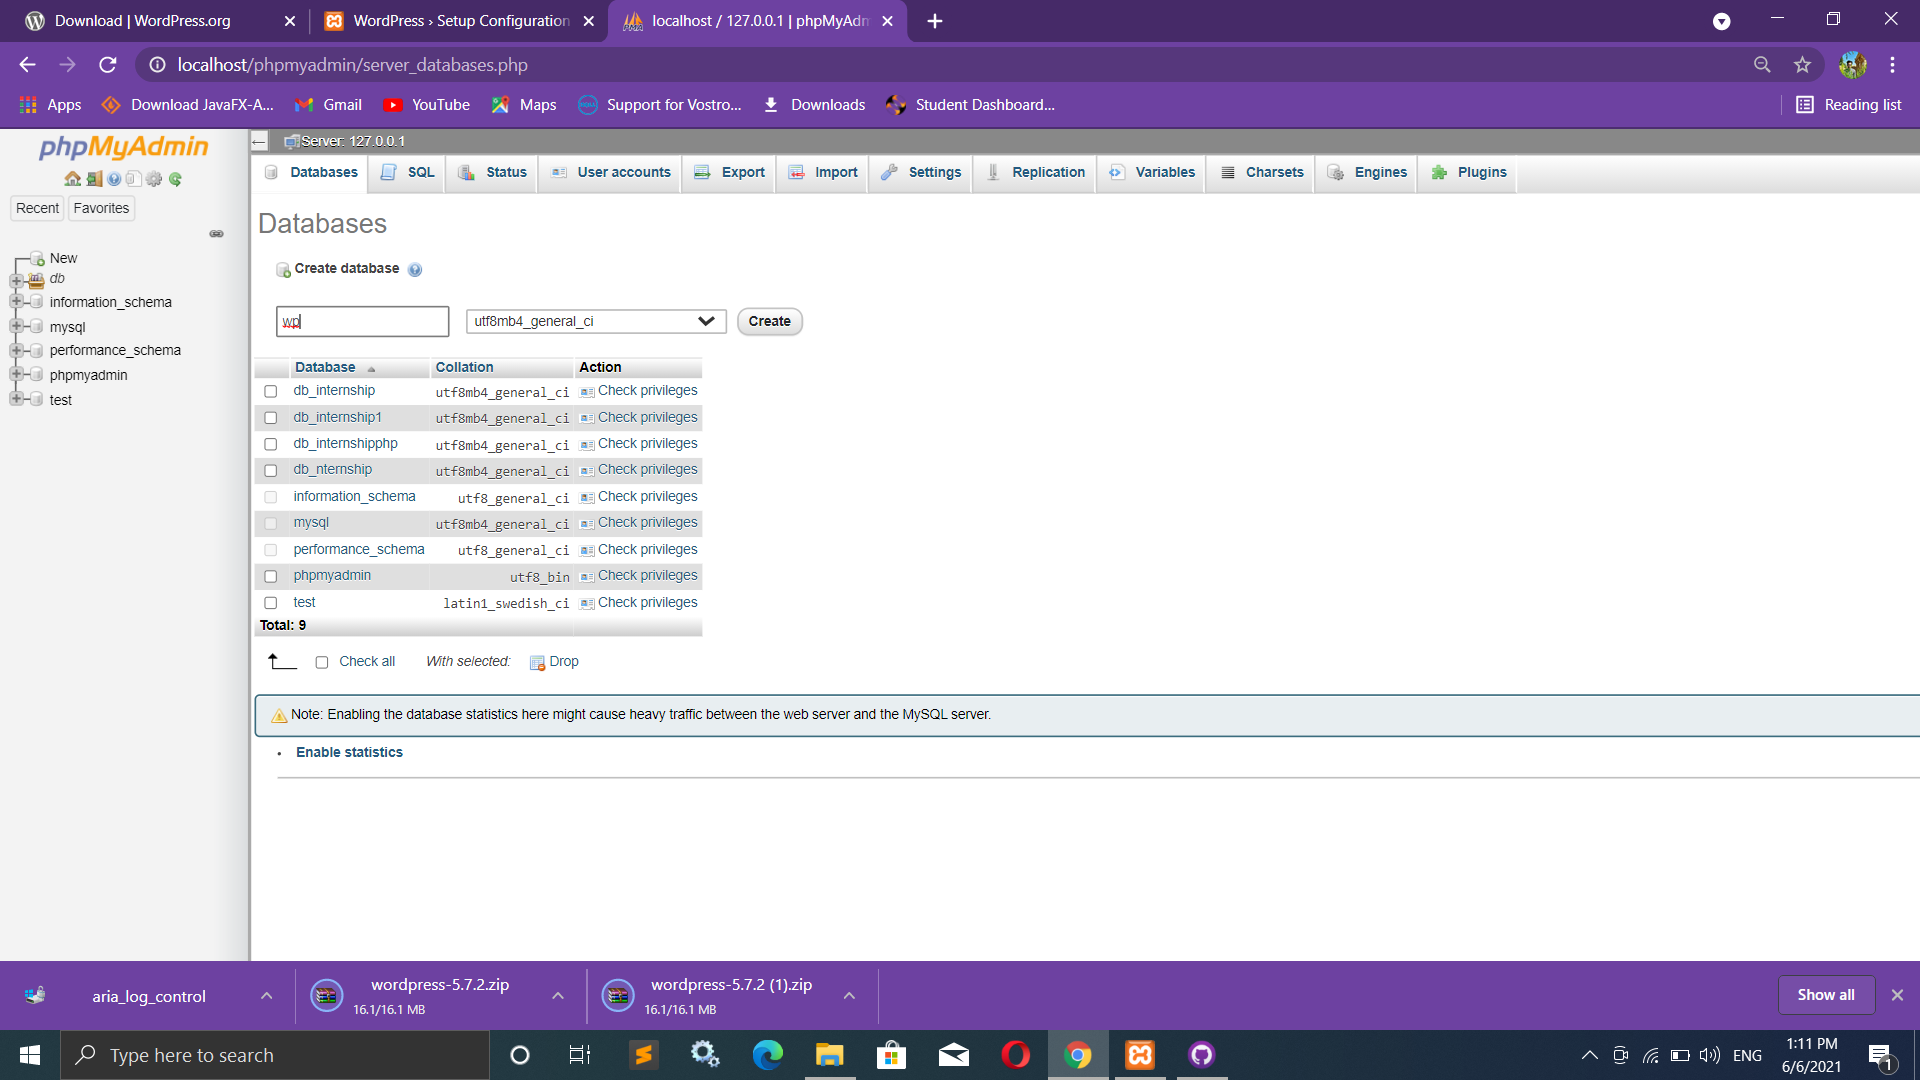 Download | WordPress.org
WordPress › Setup Configuration
localhost / 127.0.0.1 | phpMyAdm
localhost/phpmyadmin/server_databases.php
Apps
Download JavaFX-A...
Gmail
YouTube
Maps
Support for Vostro...
Downloads
Student Dashboard...
Reading list
phpMyAdmin
Recent
Favorites
New
db
information_schema
mysql
performance_schema
phpmyadmin
test
Server: 127.0.0.1
Databases
SQL
Status
User accounts
Export
Import
Settings
Replication
Variables
Charsets
Engines
Plugins
Databases
Create database
wp
utf8mb4_general_ci
Create
Database Collation Action
db_internship utf8mb4_general_ci Check privileges
db_internship1 utf8mb4_general_ci Check privileges
db_internshipphp utf8mb4_general_ci Check privileges
db_nternship utf8mb4_general_ci Check privileges
information_schema utf8_general_ci Check privileges
mysql utf8mb4_general_ci Check privileges
performance_schema utf8_general_ci Check privileges
phpmyadmin utf8_bin Check privileges
test latin1_swedish_ci Check privileges
Total: 9
Check all With selected: Drop
Note: Enabling the database statistics here might cause heavy traffic between the web server and the MySQL server.
Enable statistics
aria_log_control
wordpress-5.7.2.zip
16.1/16.1 MB
wordpress-5.7.2 (1).zip
16.1/16.1 MB
Show all
Type here to search
ENG
1:11 PM
6/6/2021
1